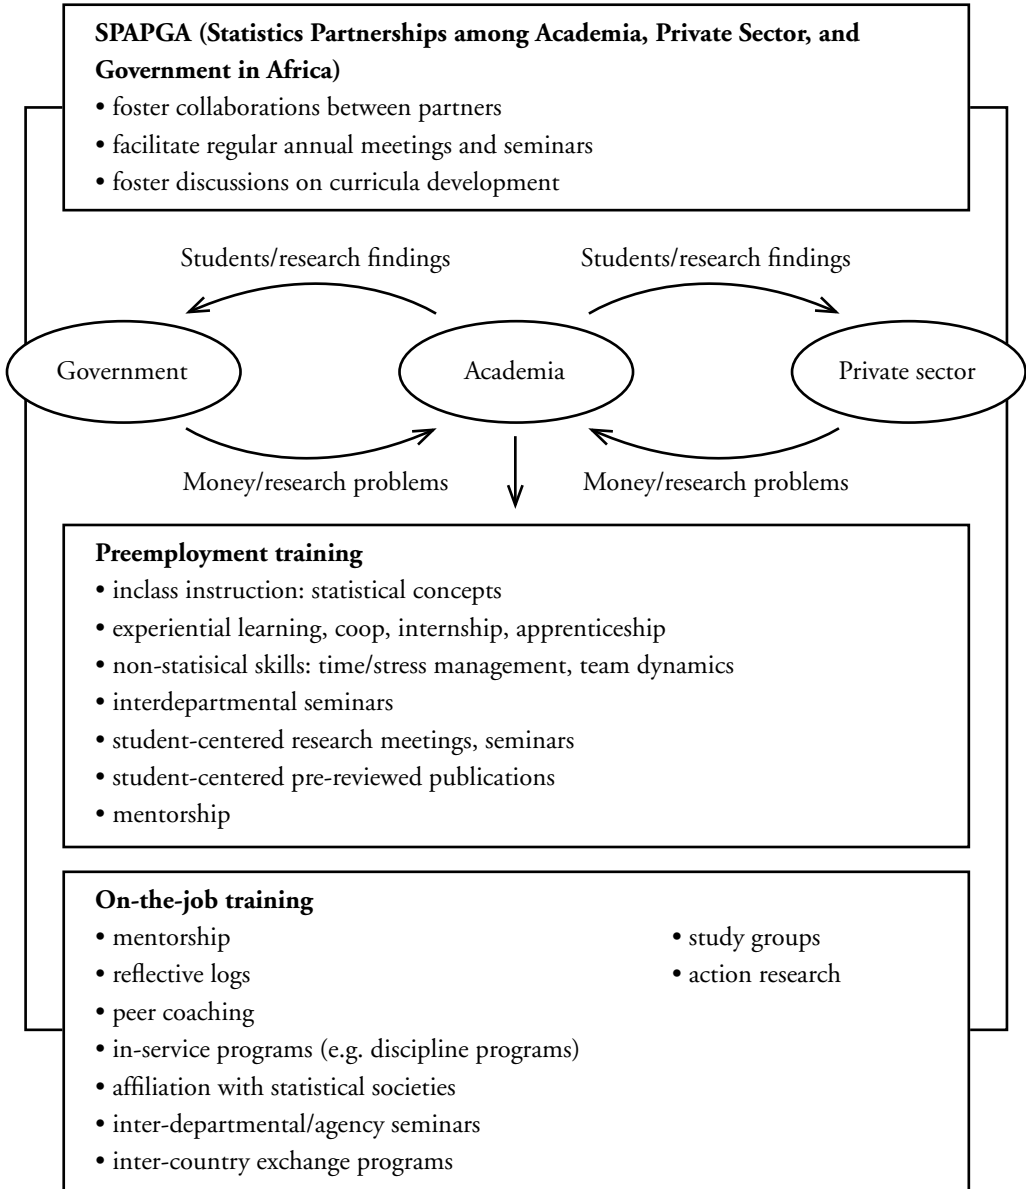 SPAPGA (Statistics Partnerships among Academia, Private Sector, and
Government in Africa)
• foster collaborations between partners
• facilitate regular annual meetings and seminars
• foster discussions on curricula development
Students/research findings
Students/research findings
Government
Academia
Private sector
Money/research problems
Money/research problems
Preemployment training
• inclass instruction: statistical concepts
• experiential learning, coop, internship, apprenticeship
• non-statisical skills: time/stress management, team dynamics
• interdepartmental seminars
• student-centered research meetings, seminars
• student-centered pre-reviewed publications
• mentorship
On-the-job training
• mentorship
• reflective logs
• peer coaching
• in-service programs (e.g. discipline programs)
• affiliation with statistical societies
• inter-departmental/agency seminars
• inter-country exchange programs
• study groups
• action research